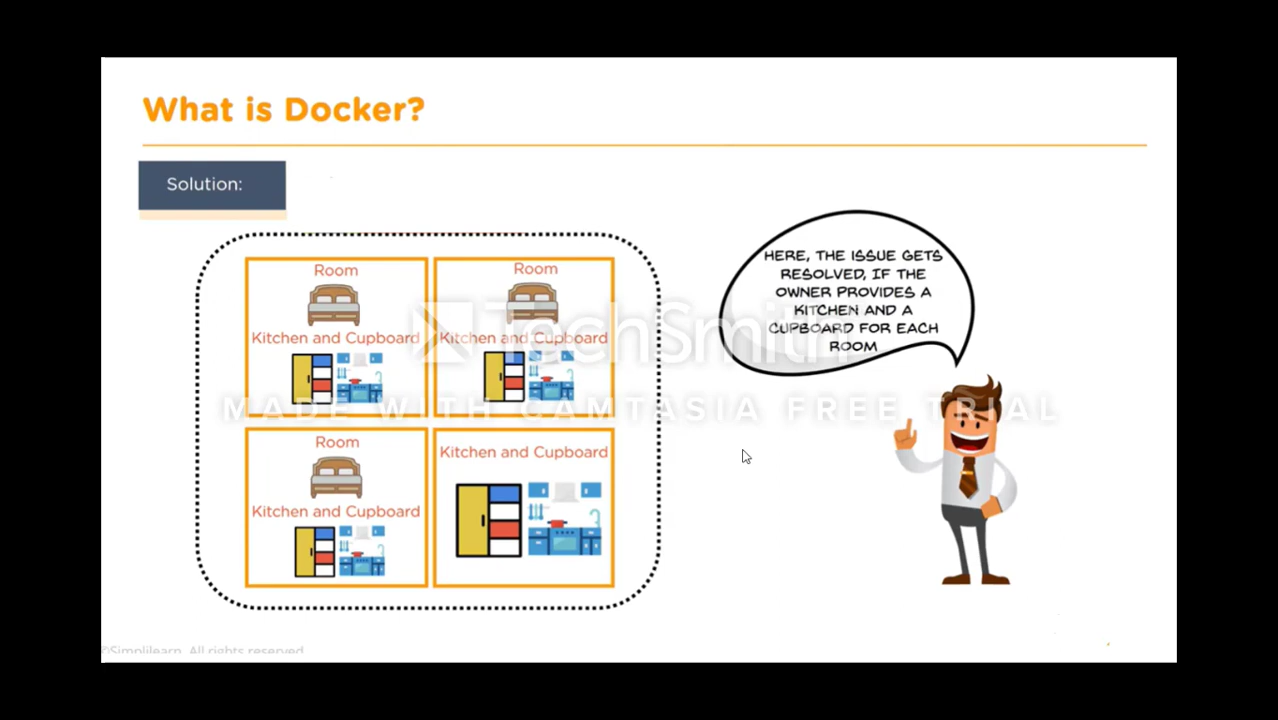 What is Docker?
Solution:
Room
Kitchen and Cupboard
Room
Kitchen and Cupboard
Room
Kitchen and Cupboard
Kitchen and Cupboard
HERE, THE ISSUE GETS
RESOLVED, IF THE
OWNER PROVIDES A
KITCHEN AND A
CUPBOARD FOR EACH
ROOM
TechSmith
MADE WITH CAMTASIA FREE TRIAL
©Simplilearn. All rights reserved